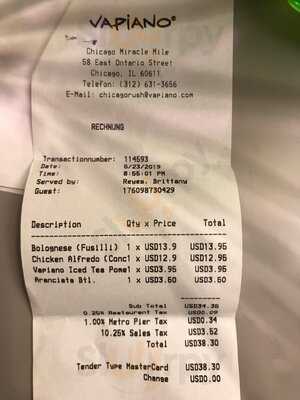 VAPIANO®
Chicago Miracle Mile
58 East Ontario Street
Chicago, IL 60611
Telefon: (312) 631-3656
E-Mail: chicagorush@vapiano.com
RECHNUNG
Transactionnumber: 114693
Date: 6/23/2019
Time: 8:55:01 PM
Served by: Reyes, Brittany
Guest: 176098730429
Description Qty x Price Total
Bolognese (Fusilli) 1 x USD13.9 USD13.95
Chicken Alfredo (Conc 1 x USD12.9 USD12.95
Vapiano Iced Tea Pome 1 x USD3.95 USD3.95
Aranciata Btl. 1 x USD3.50 USD3.50
Sub Total USD34.35
0.25% Restaurant Tax USD0.09
1.00% Metro Pier Tax USD0.34
10.25% Sales Tax USD3.52
Total USD38.30
Tender Type MasterCard USD38.30
Change USD0.00